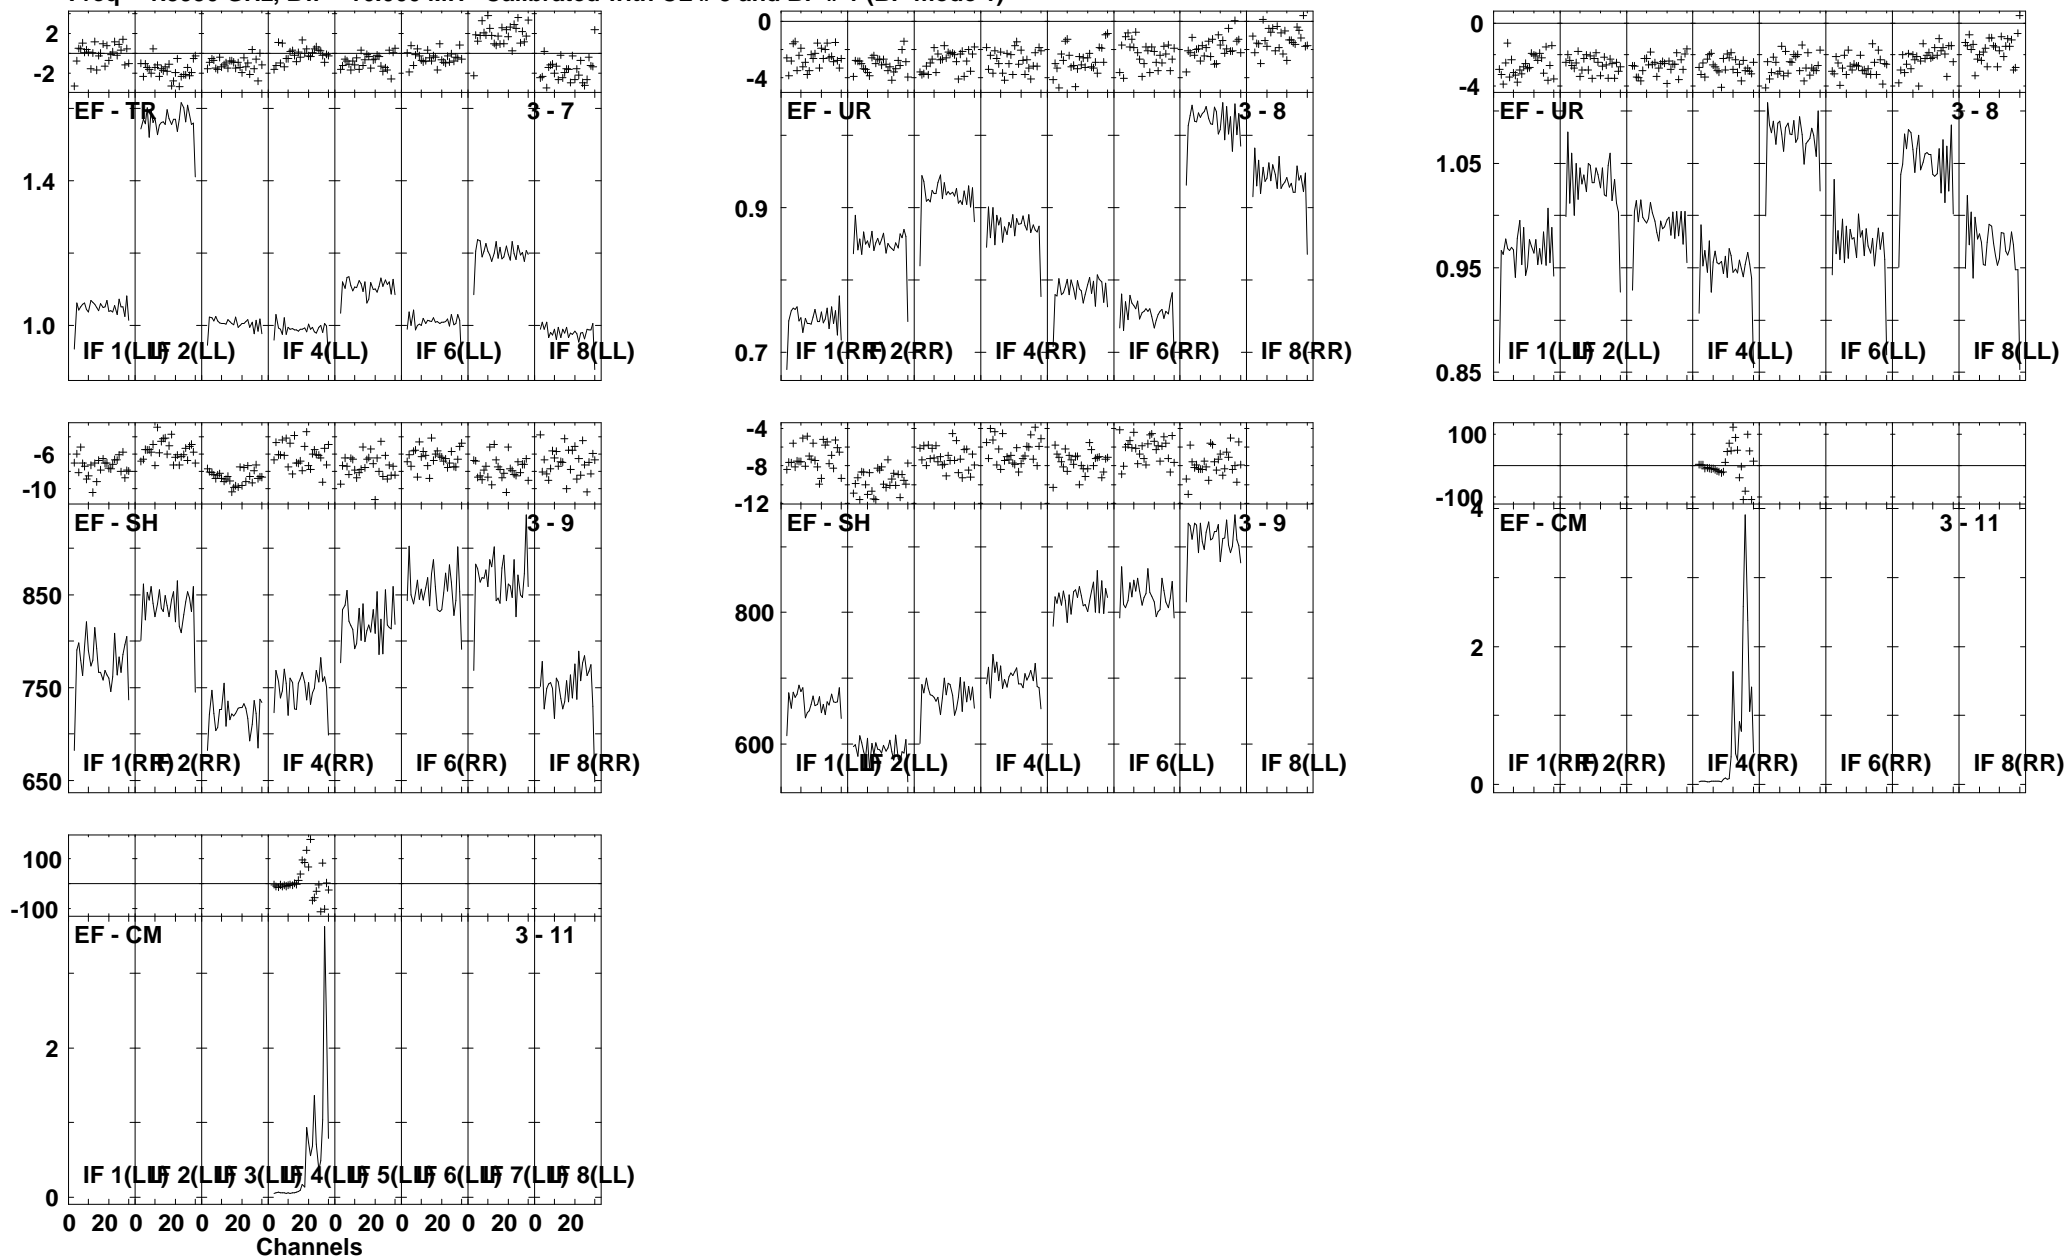 2
-2
EF - TR
3 - 7
1.4
1.0
IF 1(LL) IF 2(LL) IF 4(LL) IF 6(LL) IF 8(LL)
0
-4
EF - UR
3 - 8
0.9
0.7
IF 1(RR) IF 2(RR) IF 4(RR) IF 6(RR) IF 8(RR)
0
-4
EF - UR
3 - 8
1.05
0.95
0.85
IF 1(LL) IF 2(LL) IF 4(LL) IF 6(LL) IF 8(LL)
-6
-10
EF - SH
3 - 9
850
750
650
IF 1(RR) IF 2(RR) IF 4(RR) IF 6(RR) IF 8(RR)
-4
-8
-12
EF - SH
3 - 9
800
600
IF 1(LL) IF 2(LL) IF 4(LL) IF 6(LL) IF 8(LL)
100
-100
EF - CM
3 - 11
4
2
0
IF 1(RR) IF 2(RR) IF 4(RR) IF 6(RR) IF 8(RR)
100
-100
EF - CM
3 - 11
2
0
IF 1(LL) IF 2(LL) IF 3(LL) IF 4(LL) IF 5(LL) IF 6(LL) IF 7(LL) IF 8(LL)
0 20 0 20 0 20 0 20 0 20 0 20 0 20 0 20
Channels